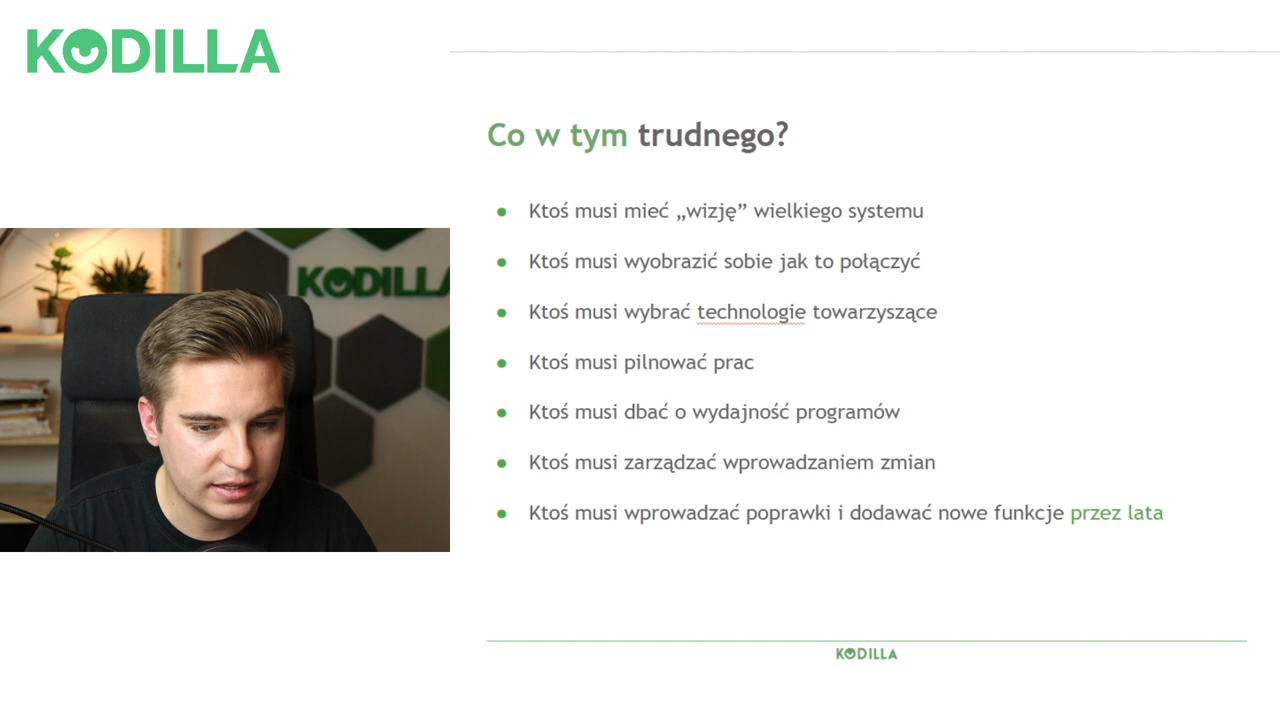 KODILLA
Co w tym trudnego?
Ktoś musi mieć „wizję” wielkiego systemu
Ktoś musi wyobrazić sobie jak to połączyć
Ktoś musi wybrać technologie towarzyszące
Ktoś musi pilnować prac
Ktoś musi dbać o wydajność programów
Ktoś musi zarządzać wprowadzaniem zmian
Ktoś musi wprowadzać poprawki i dodawać nowe funkcje przez lata
KODILLA
KODILLA